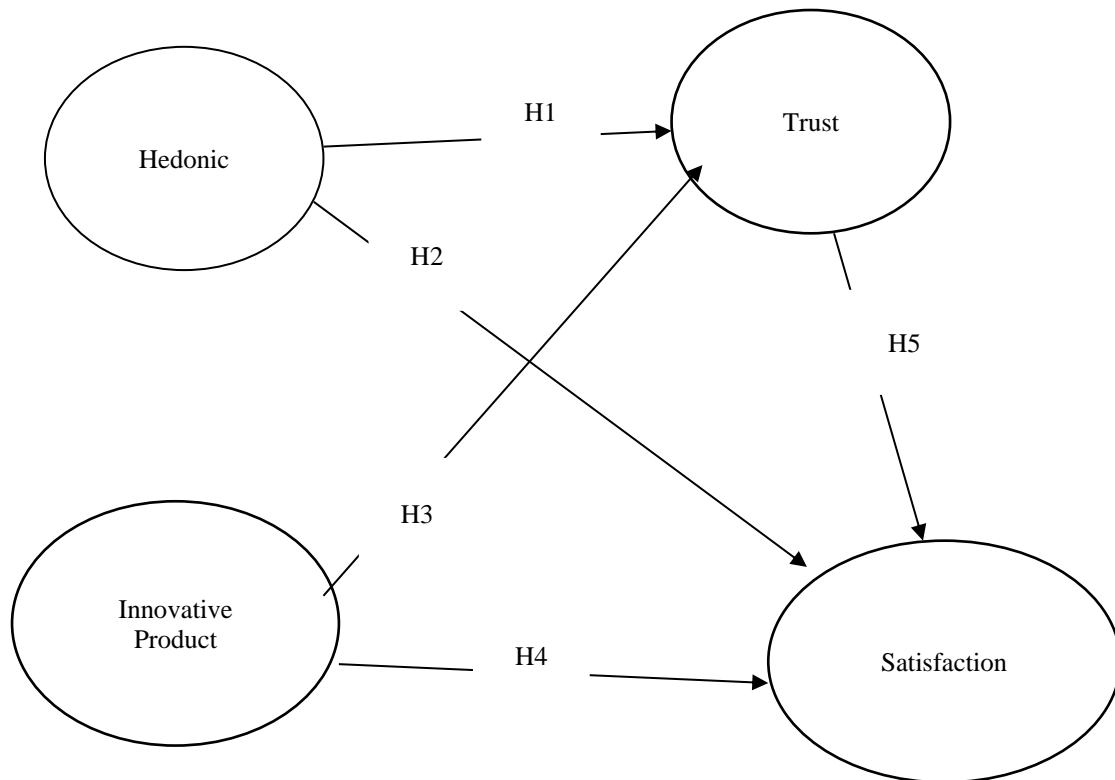 H1
Trust
Hedonic
H2
H5
H3
Innovative
Product
H4
Satisfaction